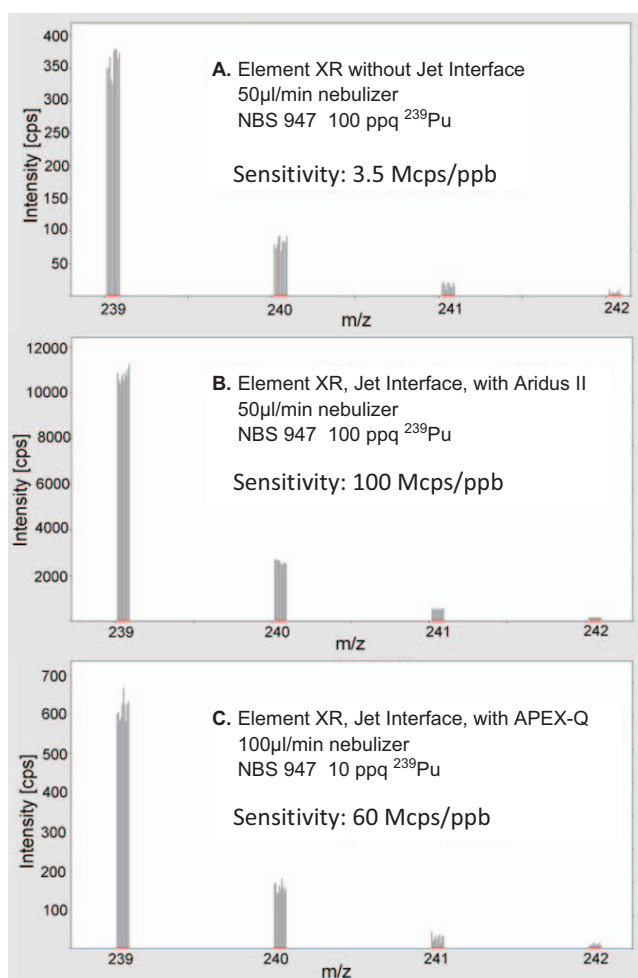 400
350
300
250
200
150
100
50
Intensity [cps]
A. Element XR without Jet Interface
50µl/min nebulizer
NBS 947 100 ppq ²³⁹Pu
Sensitivity: 3.5 Mcps/ppb
239 240 241 242
m/z
12000
10000
8000
6000
4000
2000
Intensity [cps]
B. Element XR, Jet Interface, with Aridus II
50µl/min nebulizer
NBS 947 100 ppq ²³⁹Pu
Sensitivity: 100 Mcps/ppb
239 240 241 242
m/z
700
600
500
400
300
200
100
Intensity [cps]
C. Element XR, Jet Interface, with APEX-Q
100µl/min nebulizer
NBS 947 10 ppq ²³⁹Pu
Sensitivity: 60 Mcps/ppb
239 240 241 242
m/z